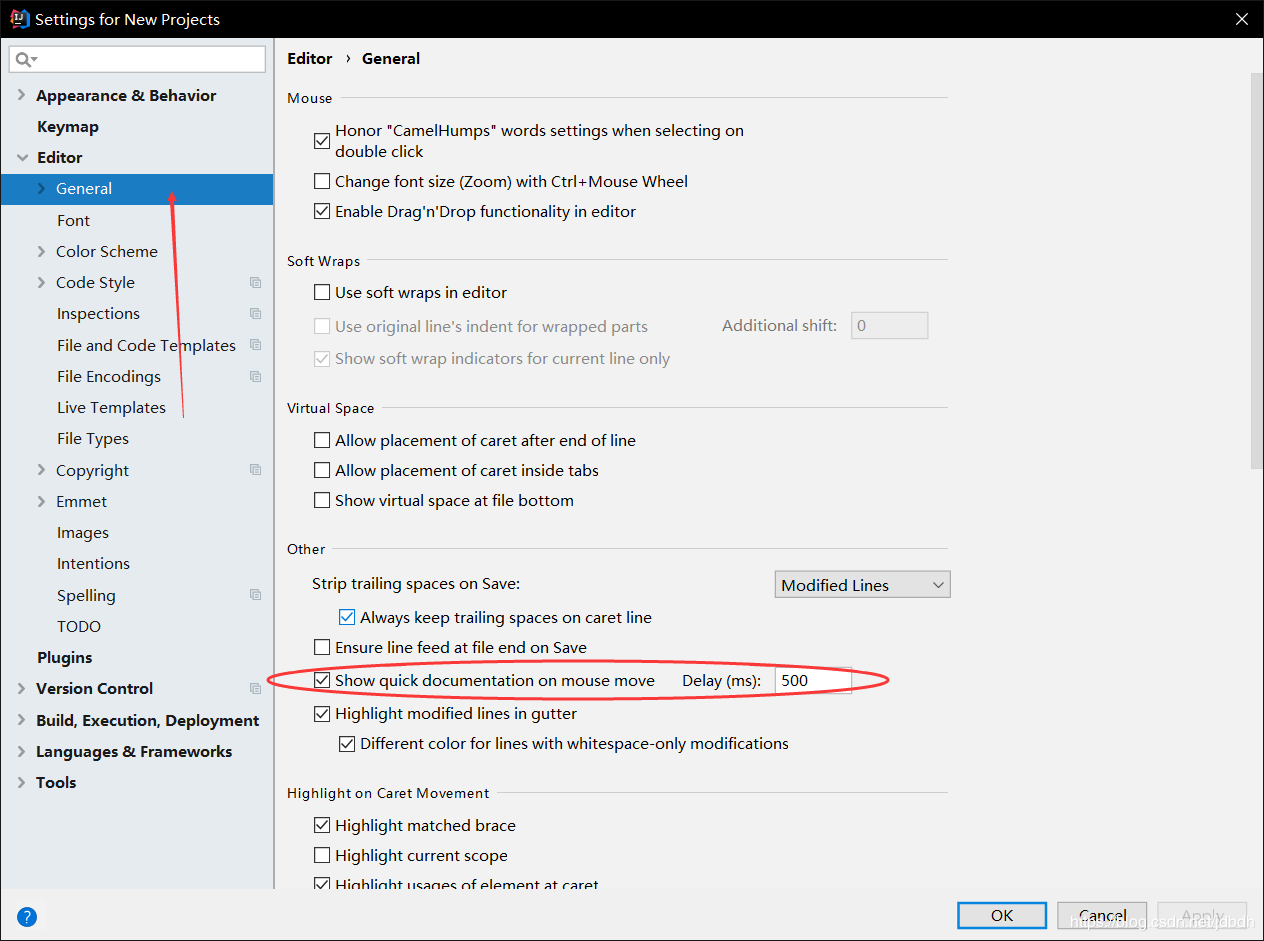 Settings for New Projects
Appearance & Behavior
Keymap
Editor
General
Font
Color Scheme
Code Style
Inspections
File and Code Templates
File Encodings
Live Templates
File Types
Copyright
Emmet
Images
Intentions
Spelling
TODO
Plugins
Version Control
Build, Execution, Deployment
Languages & Frameworks
Tools
Editor › General
Mouse
Honor "CamelHumps" words settings when selecting on
double click
Change font size (Zoom) with Ctrl+Mouse Wheel
Enable Drag'n'Drop functionality in editor
Soft Wraps
Use soft wraps in editor
Use original line's indent for wrapped parts Additional shift: 0
Show soft wrap indicators for current line only
Virtual Space
Allow placement of caret after end of line
Allow placement of caret inside tabs
Show virtual space at file bottom
Other
Strip trailing spaces on Save: Modified Lines
Always keep trailing spaces on caret line
Ensure line feed at file end on Save
Show quick documentation on mouse move Delay (ms): 500
Highlight modified lines in gutter
Different color for lines with whitespace-only modifications
Highlight on Caret Movement
Highlight matched brace
Highlight current scope
Highlight usages of element at caret
? OK Cancel Apply
https://blog.csdn.net/jdbdh